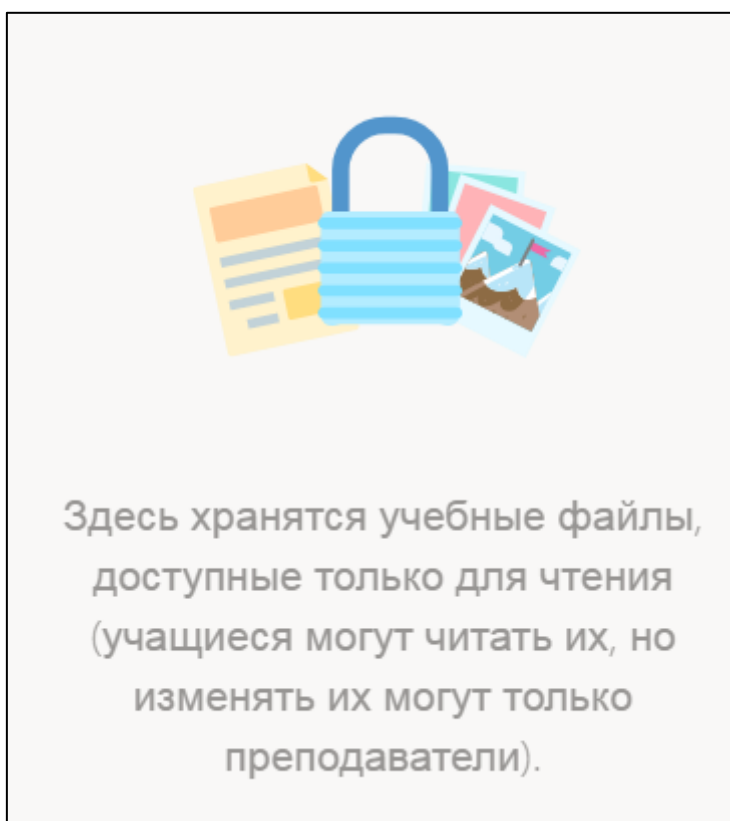 Здесь хранятся учебные файлы,
доступные только для чтения
(учащиеся могут читать их, но
изменять их могут только
преподаватели).